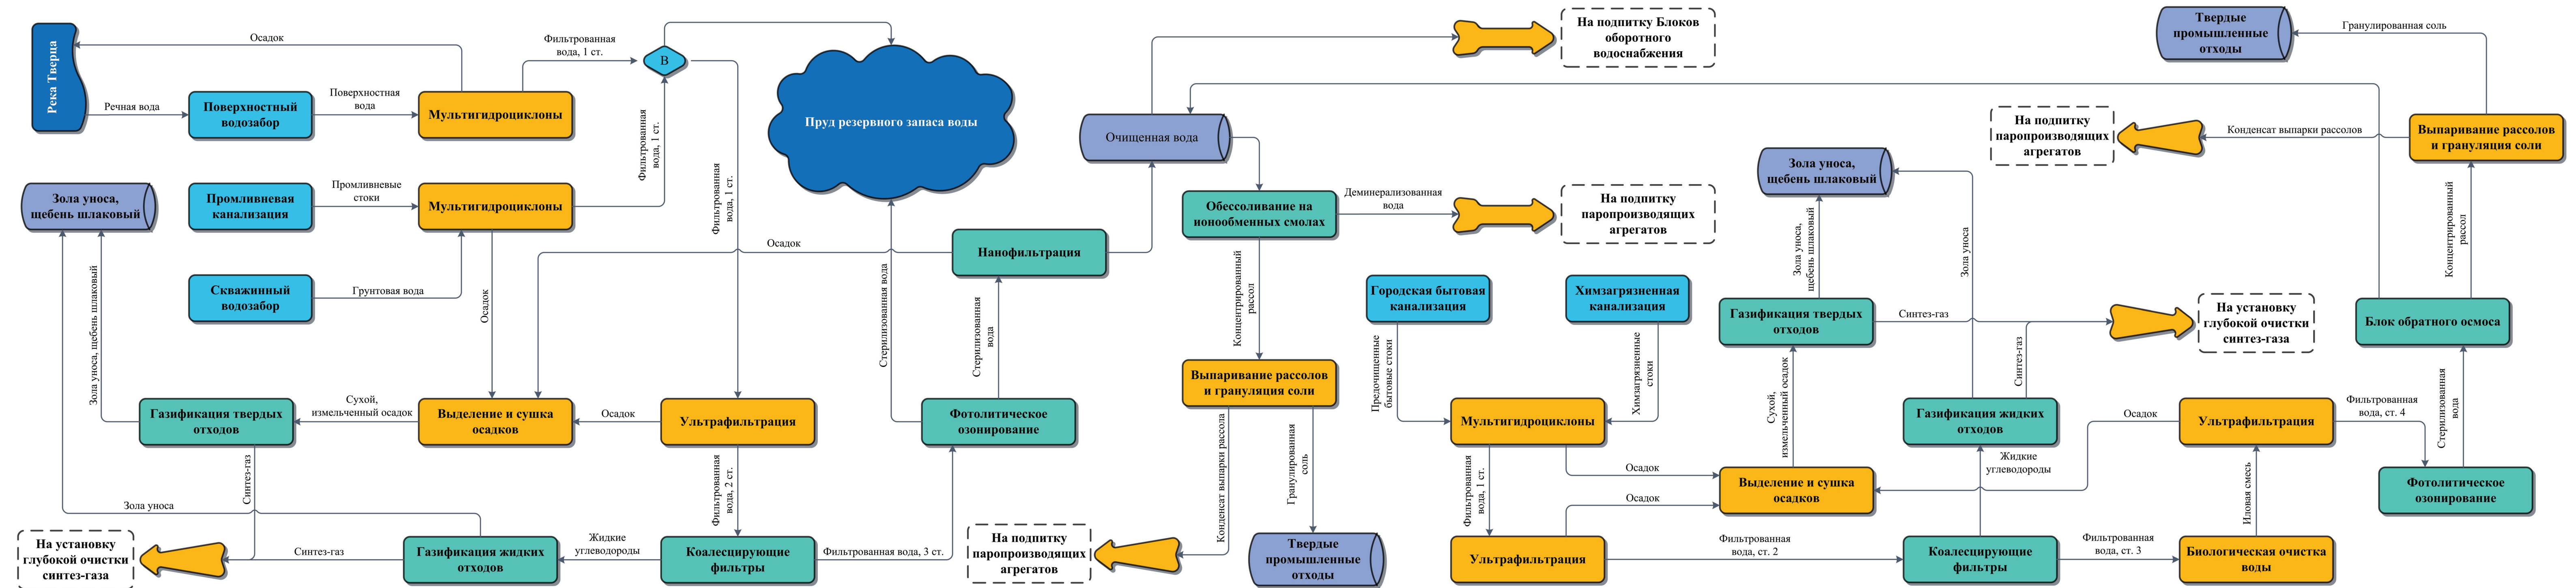 Река Тверца
Осадок
Речная вода
Поверхностный
водозабор
Поверхностная
вода
Мультигидроциклоны
Фильтрованная
вода, 1 ст.
В
Фильтрованная
вода, 1 ст.
Фильтрованная
вода, 1 ст.
Пруд резервного запаса воды
Зола уноса,
щебень шлаковый
Промливневая
канализация
Промливневые
стоки
Мультигидроциклоны
Скважинный
водозабор
Грунтовая вода
Осадок
Осадок
Зола уноса, щебень шлаковый
Газификация твердых
отходов
Сухой,
измельченный осадок
Выделение и сушка
осадков
Осадок
Ультрафильтрация
Синтез-газ
Фильтрованная
вода, 2 ст.
Зола уноса
На установку
глубокой очистки
синтез-газа
Синтез-газ
Газификация жидких
отходов
Жидкие
углеводороды
Коалесцирующие
фильтры
Фильтрованная вода, 3 ст.
Стерилизованная вода
Стерилизованная
вода
Фотолитическое
озонирование
Нанофильтрация
Очищенная вода
На подпитку Блоков
оборотного
водоснабжения
Обессоливание на
ионообменных смолах
Деминерализованная
вода
На подпитку
паропроизводящих
агрегатов
Концентрированный
рассол
Выпаривание рассолов
и грануляция соли
Конденсат выпарки рассола
Гранулированная
соль
На подпитку
паропроизводящих
агрегатов
Твердые
промышленные
отходы
Городская бытовая
канализация
Химзагрязненная
канализация
Предочищенные
бытовые стоки
Химзагрязненные
стоки
Мультигидроциклоны
Фильтрованная
вода, 1 ст.
Осадок
Осадок
Ультрафильтрация
Фильтрованная
вода, ст. 2
Выделение и сушка
осадков
Сухой,
измельченный осадок
Газификация твердых
отходов
Зола уноса,
щебень шлаковый
Зола уноса,
щебень шлаковый
Зола уноса
Синтез-газ
Синтез-газ
На установку
глубокой очистки
синтез-газа
Газификация жидких
отходов
Жидкие
углеводороды
Коалесцирующие
фильтры
Фильтрованная
вода, ст. 3
Биологическая очистка
воды
Иловая смесь
Осадок
Ультрафильтрация
Фильтрованная
вода, ст. 4
Фотолитическое
озонирование
Стерилизованная
вода
Блок обратного осмоса
Концентрированный
рассол
Выпаривание рассолов
и грануляция соли
Конденсат выпарки рассолов
На подпитку
паропроизводящих
агрегатов
Гранулированная соль
Твердые
промышленные
отходы